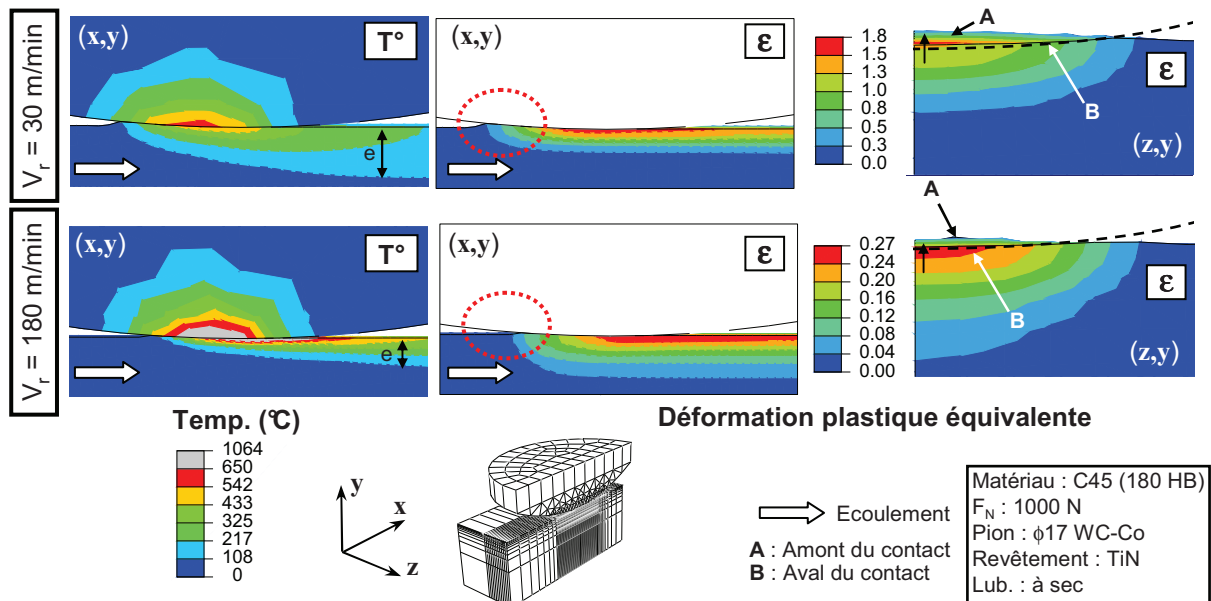 V_r = 30 m/min
(x,y)
T°
e
(x,y)
ε
1.8
1.5
1.3
1.0
0.8
0.5
0.3
0.0
A
B
ε
(z,y)
V_r = 180 m/min
(x,y)
T°
e
(x,y)
ε
0.27
0.24
0.20
0.16
0.12
0.08
0.04
0.00
A
B
ε
(z,y)
Temp. (°C)
1064
650
542
433
325
217
108
0
y
x
z
Déformation plastique équivalente
Ecoulement
A : Amont du contact
B : Aval du contact
Matériau : C45 (180 HB)
F_N : 1000 N
Pion : ϕ17 WC-Co
Revêtement : TiN
Lub. : à sec